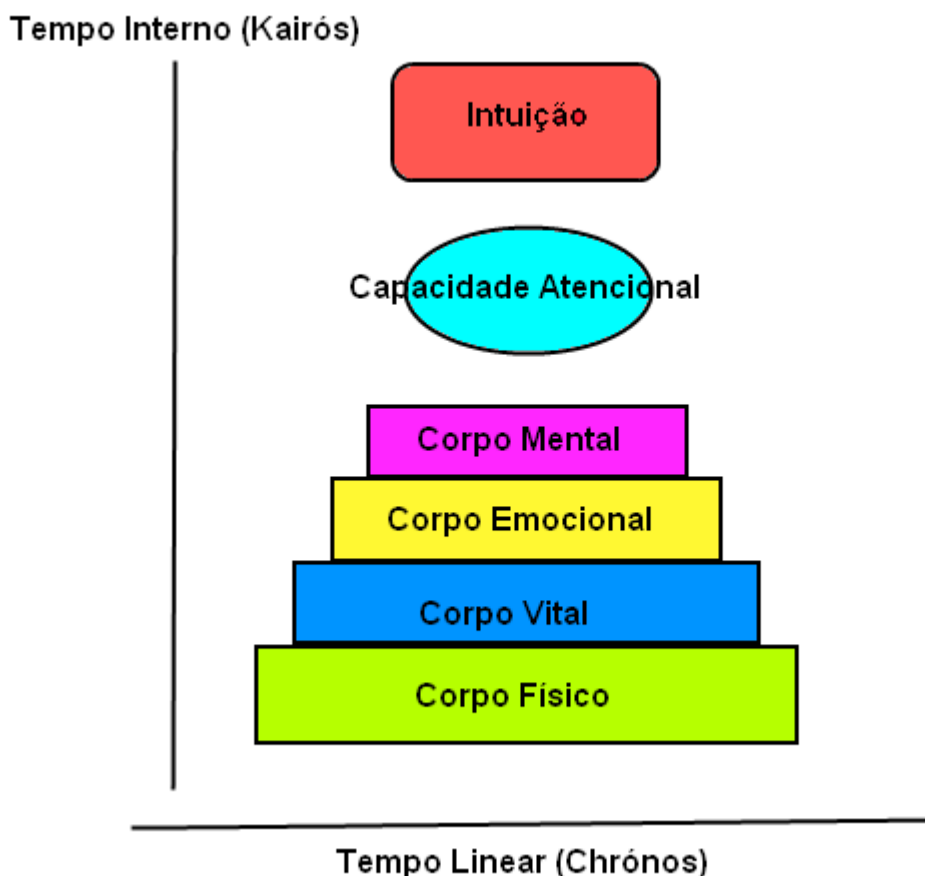 Tempo Interno (Kairós)
Intuição
Capacidade Atencional
Corpo Mental
Corpo Emocional
Corpo Vital
Corpo Físico
Tempo Linear (Chrónos)